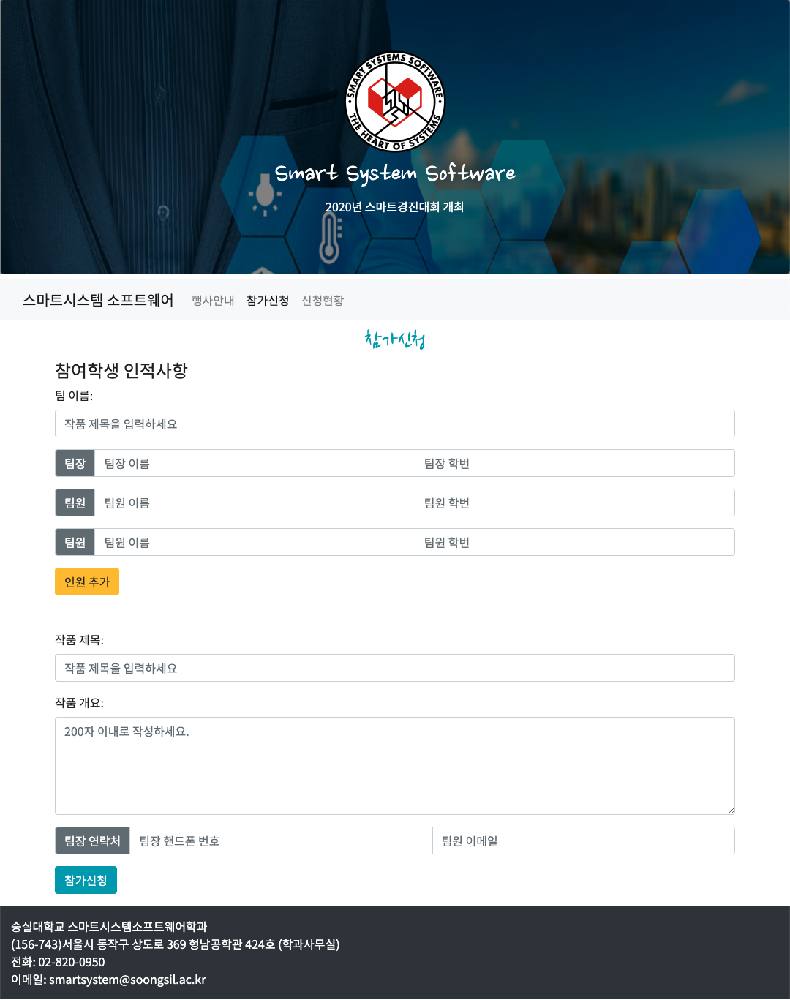 SMART SYSTEMS SOFTWARE
THE HEART OF SYSTEMS
Smart System Software
2020년 스마트경진대회 개최
스마트시스템 소프트웨어 행사안내 참가신청 신청현황
참가신청
참여학생 인적사항
팀 이름:
작품 제목을 입력하세요
팀장 팀장 이름 팀장 학번
팀원 팀원 이름 팀원 학번
팀원 팀원 이름 팀원 학번
인원 추가
작품 제목:
작품 제목을 입력하세요
작품 개요:
200자 이내로 작성하세요.
팀장 연락처 팀장 핸드폰 번호 팀원 이메일
참가신청
숭실대학교 스마트시스템소프트웨어학과
(156-743)서울시 동작구 상도로 369 형남공학관 424호 (학과사무실)
전화: 02-820-0950
이메일: smartsystem@soongsil.ac.kr